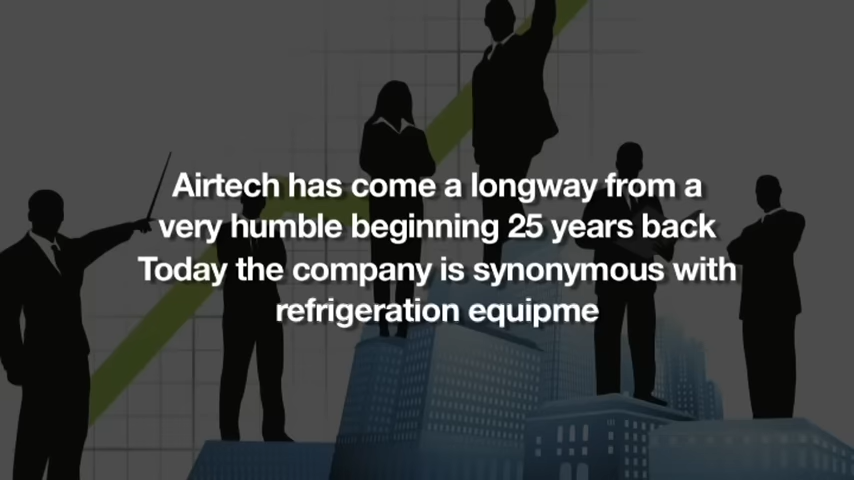 Airtech has come a longway from a
very humble beginning 25 years back
Today the company is synonymous with
refrigeration equipme